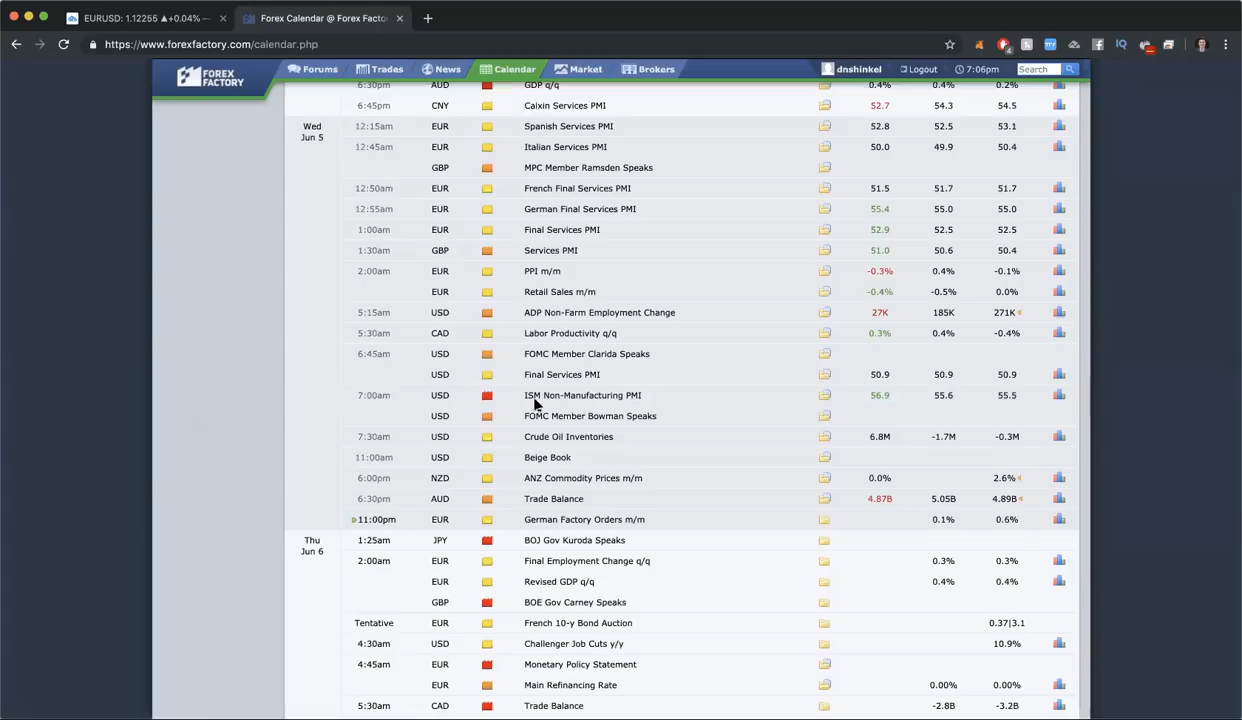 EURUSD: 1.12255 ▲+0.04% —
Forex Calendar @ Forex Facto
https://www.forexfactory.com/calendar.php
FOREX FACTORY
Forums Trades News Calendar Market Brokers dnshinkel Logout 7:06pm Search
6:30pm AUD GDP q/q 0.4% 0.4% 0.2%
6:45pm CNY Caixin Services PMI 52.7 54.3 54.5
Wed Jun 5 12:15am EUR Spanish Services PMI 52.8 52.5 53.1
12:45am EUR Italian Services PMI 50.0 49.9 50.4
GBP MPC Member Ramsden Speaks
12:50am EUR French Final Services PMI 51.5 51.7 51.7
12:55am EUR German Final Services PMI 55.4 55.0 55.0
1:00am EUR Final Services PMI 52.9 52.5 52.5
1:30am GBP Services PMI 51.0 50.6 50.4
2:00am EUR PPI m/m -0.3% 0.4% -0.1%
EUR Retail Sales m/m -0.4% -0.5% 0.0%
5:15am USD ADP Non-Farm Employment Change 27K 185K 271K
5:30am CAD Labor Productivity q/q 0.3% 0.4% -0.4%
6:45am USD FOMC Member Clarida Speaks
USD Final Services PMI 50.9 50.9 50.9
7:00am USD ISM Non-Manufacturing PMI 56.9 55.6 55.5
USD FOMC Member Bowman Speaks
7:30am USD Crude Oil Inventories 6.8M -1.7M -0.3M
11:00am USD Beige Book
6:00pm NZD ANZ Commodity Prices m/m 0.0% 2.6%
6:30pm AUD Trade Balance 4.87B 5.05B 4.89B
11:00pm EUR German Factory Orders m/m 0.1% 0.6%
Thu Jun 6 1:25am JPY BOJ Gov Kuroda Speaks
2:00am EUR Final Employment Change q/q 0.3% 0.3%
EUR Revised GDP q/q 0.4% 0.4%
GBP BOE Gov Carney Speaks
Tentative EUR French 10-y Bond Auction 0.37|3.1
4:30am USD Challenger Job Cuts y/y 10.9%
4:45am EUR Monetary Policy Statement
EUR Main Refinancing Rate 0.00% 0.00%
5:30am CAD Trade Balance -2.8B -3.2B